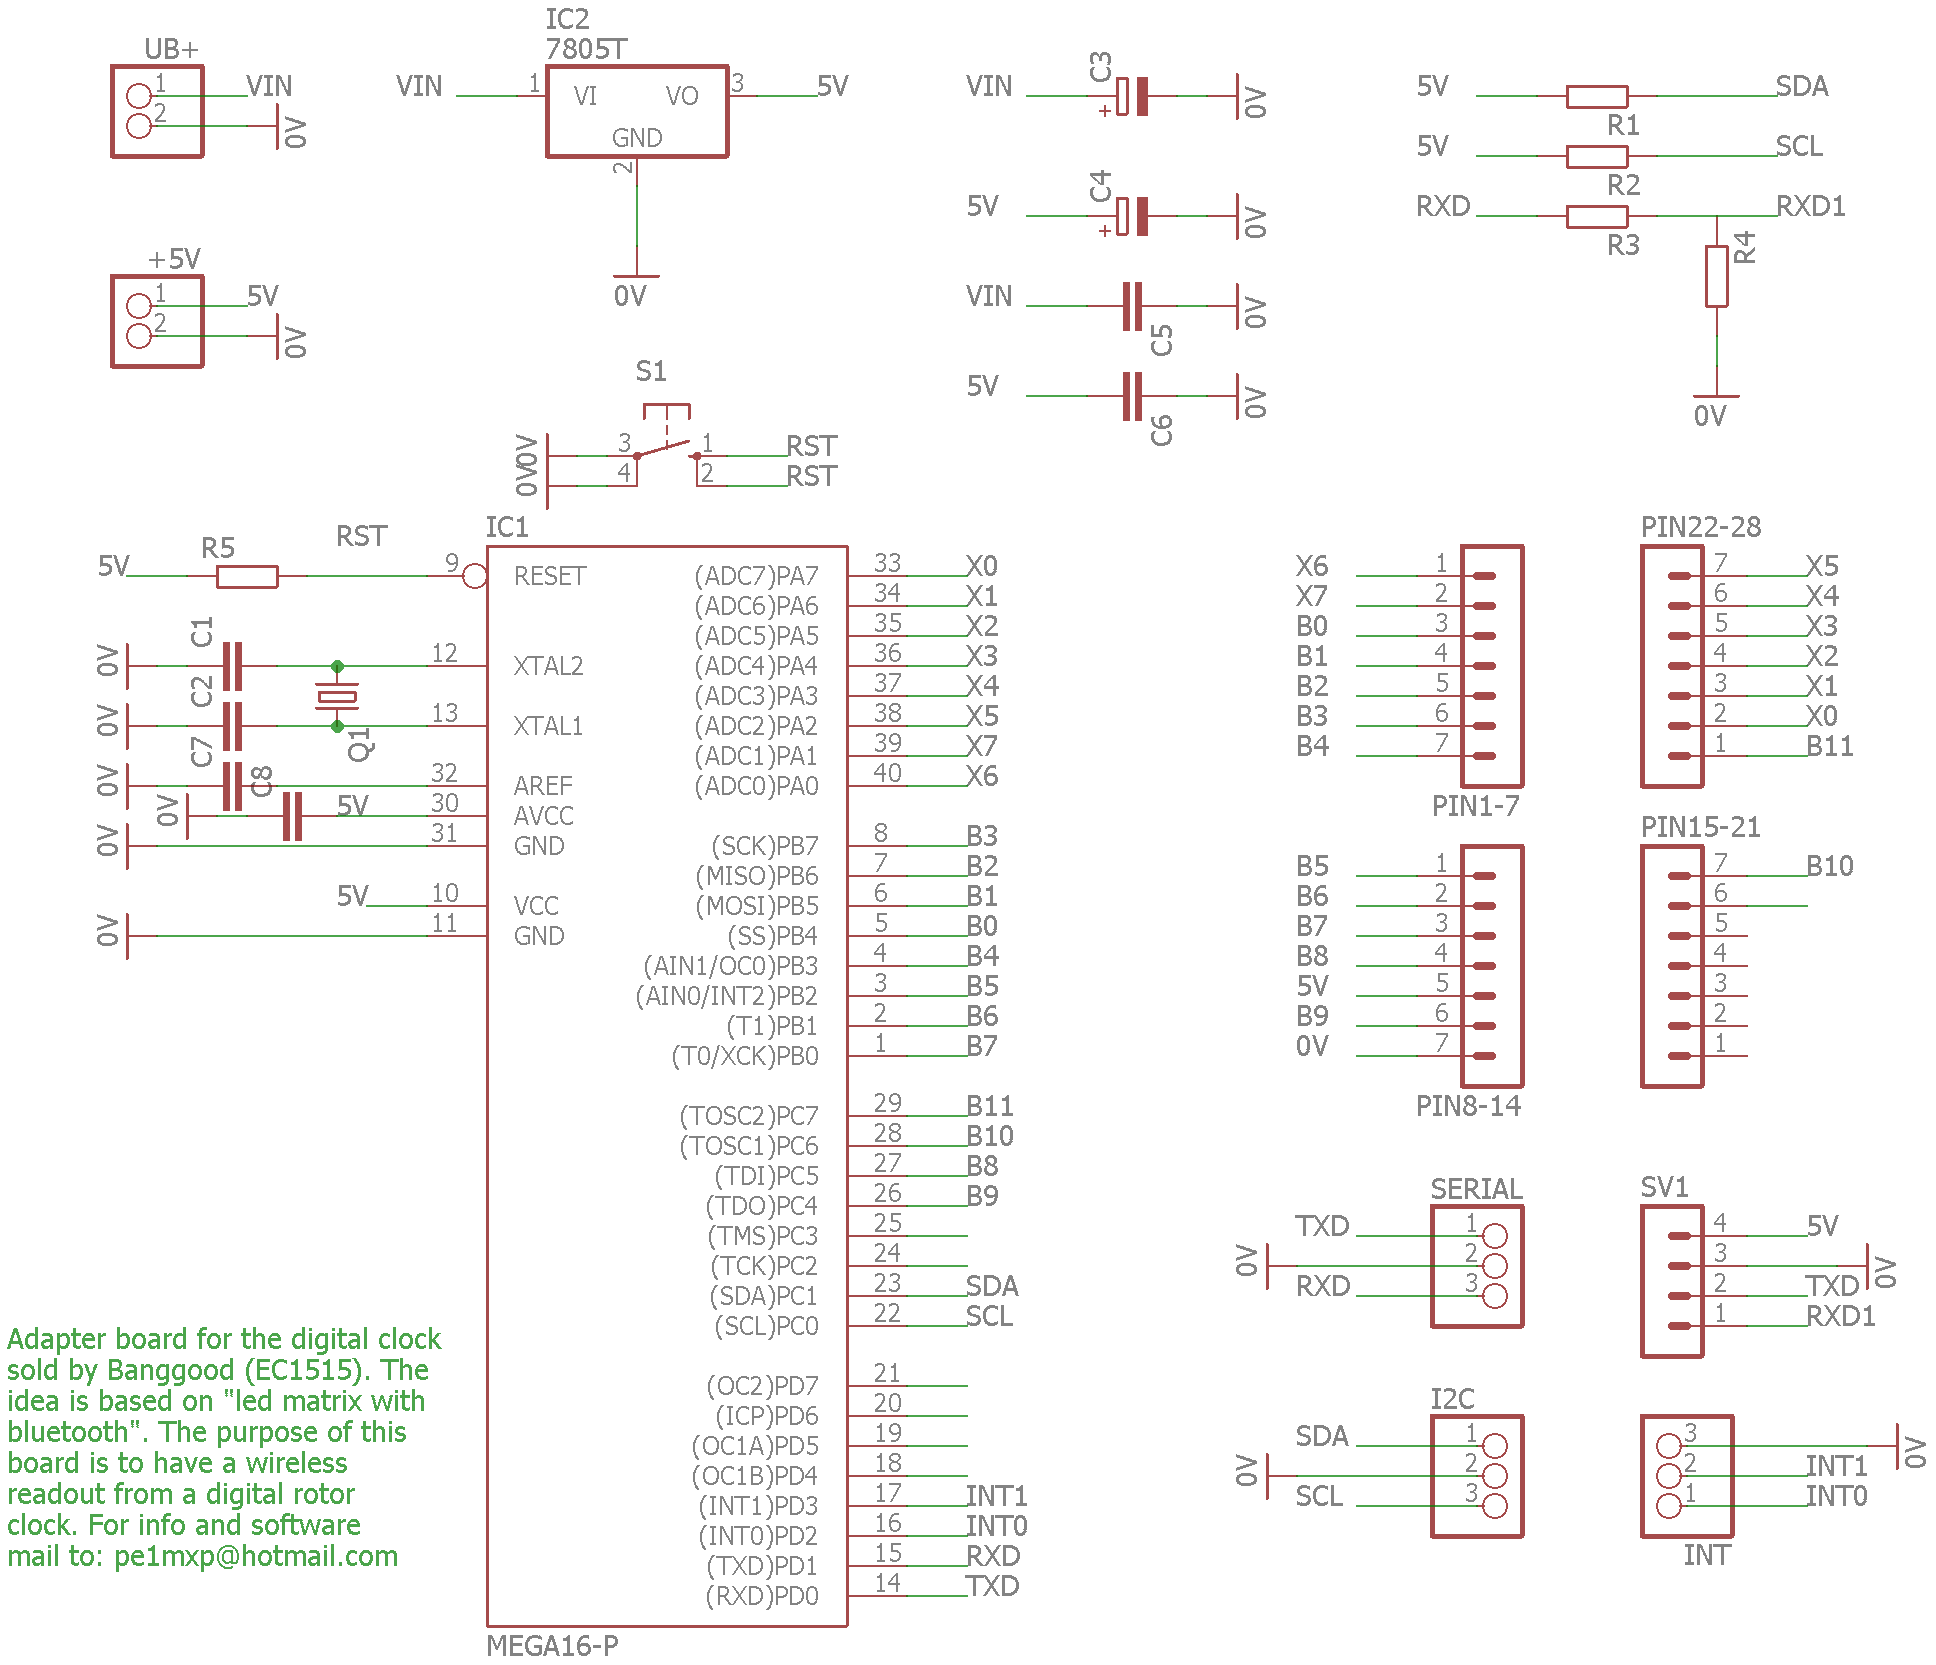 UB+
1
VIN
2
0V
+5V
1
5V
2
0V
IC2
7805T
VIN
1
VI
VO
3
5V
GND
2
0V
VIN
C3
+
0V
5V
C4
+
0V
VIN
C5
0V
5V
C6
0V
5V
R1
SDA
5V
R2
SCL
RXD
R3
RXD1
R4
0V
S1
0V
3
1
RST
0V
4
2
RST
IC1
5V
R5
RST
9
RESET
0V
C1
12
XTAL2
0V
C2
Q1
13
XTAL1
0V
C7
32
AREF
0V
C8
5V
30
AVCC
0V
31
GND
5V
10
VCC
0V
11
GND
(ADC7)PA7 33 X0
(ADC6)PA6 34 X1
(ADC5)PA5 35 X2
(ADC4)PA4 36 X3
(ADC3)PA3 37 X4
(ADC2)PA2 38 X5
(ADC1)PA1 39 X7
(ADC0)PA0 40 X6
(SCK)PB7 8 B3
(MISO)PB6 7 B2
(MOSI)PB5 6 B1
(SS)PB4 5 B0
(AIN1/OC0)PB3 4 B4
(AIN0/INT2)PB2 3 B5
(T1)PB1 2 B6
(T0/XCK)PB0 1 B7
(TOSC2)PC7 29 B11
(TOSC1)PC6 28 B10
(TDI)PC5 27 B8
(TDO)PC4 26 B9
(TMS)PC3 25
(TCK)PC2 24
(SDA)PC1 23 SDA
(SCL)PC0 22 SCL
(OC2)PD7 21
(ICP)PD6 20
(OC1A)PD5 19
(OC1B)PD4 18
(INT1)PD3 17 INT1
(INT0)PD2 16 INT0
(TXD)PD1 15 RXD
(RXD)PD0 14 TXD
MEGA16-P
X6 1
X7 2
B0 3
B1 4
B2 5
B3 6
B4 7
PIN1-7
PIN22-28
7 X5
6 X4
5 X3
4 X2
3 X1
2 X0
1 B11
B5 1
B6 2
B7 3
B8 4
5V 5
B9 6
0V 7
PIN8-14
PIN15-21
7 B10
6
5
4
3
2
1
SERIAL
TXD 1
0V 2
RXD 3
SV1
4 5V
3 0V
2 TXD
1 RXD1
I2C
SDA 1
0V 2
SCL 3
3 0V
2 INT1
1 INT0
INT
Adapter board for the digital clock
sold by Banggood (EC1515). The
idea is based on "led matrix with
bluetooth". The purpose of this
board is to have a wireless
readout from a digital rotor
clock. For info and software
mail to: pe1mxp@hotmail.com